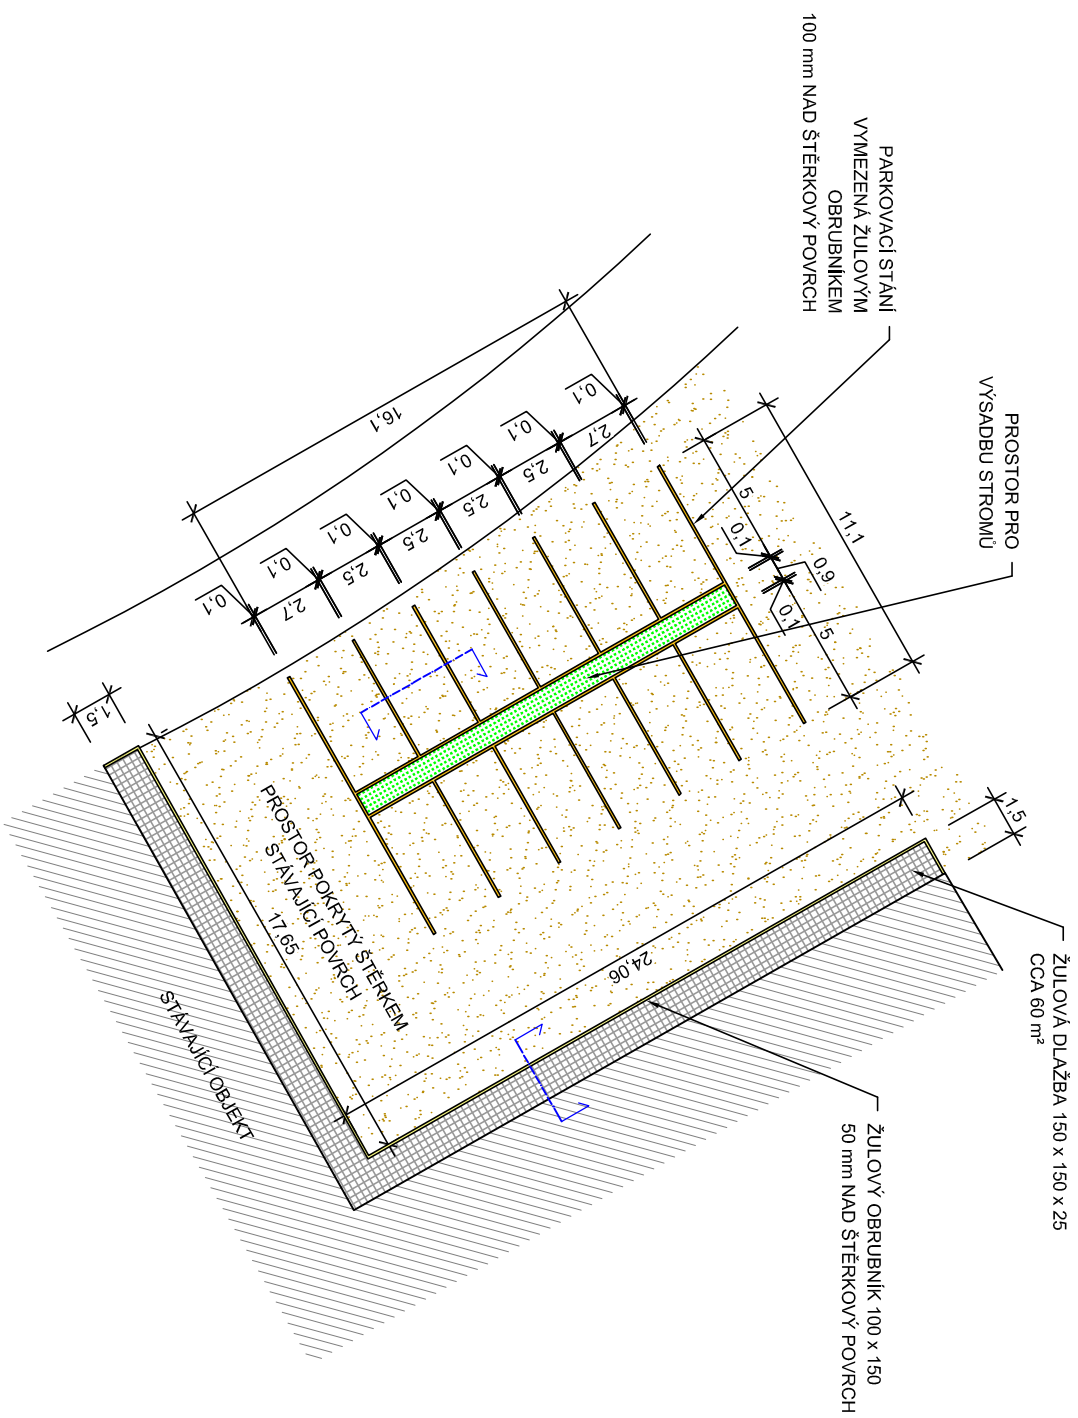 PARKOVACÍ STÁNÍ
VYMEZENÁ ŽULOVÝM
OBRUBNÍKEM
100 mm NAD ŠTĚRKOVÝ POVRCH
PROSTOR PRO
VÝSADBU STROMŮ
ŽULOVÁ DLAŽBA 150 x 150 x 25
CCA 60 m²
ŽULOVÝ OBRUBNÍK 100 x 150
50 mm NAD ŠTĚRKOVÝ POVRCH
PROSTOR POKRYTÝ ŠTĚRKEM
STÁVAJÍCÍ POVRCH
STÁVAJÍCÍ OBJEKT
16,1
0,1
2,7
0,1
2,5
0,1
2,5
0,1
2,5
0,1
2,5
0,1
2,7
0,1
11,1
5
0,1
0,9
0,1
5
1,5
1,5
17,65
24,06